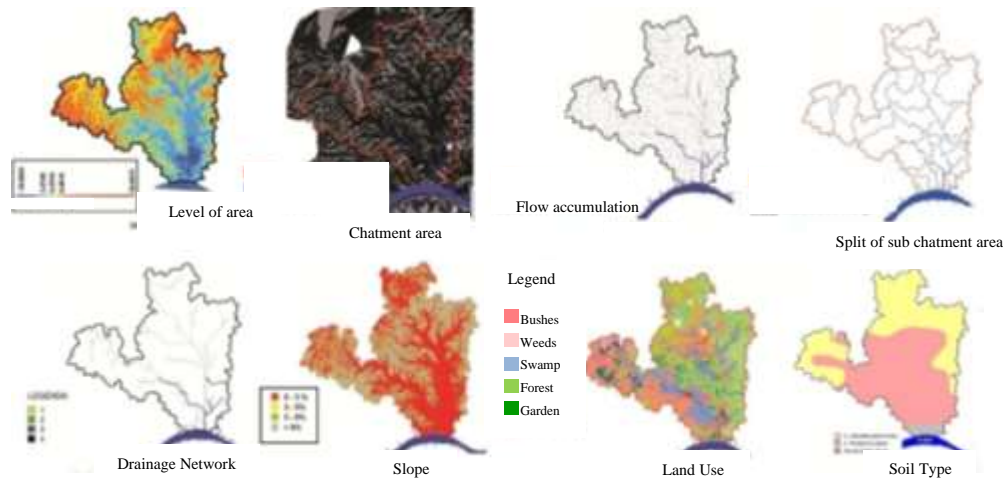 Level of area
Chatment area
Flow accumulation
Split of sub chatment area
Legend
Bushes
Weeds
Swamp
Forest
Garden
Drainage Network
Slope
Land Use
Soil Type